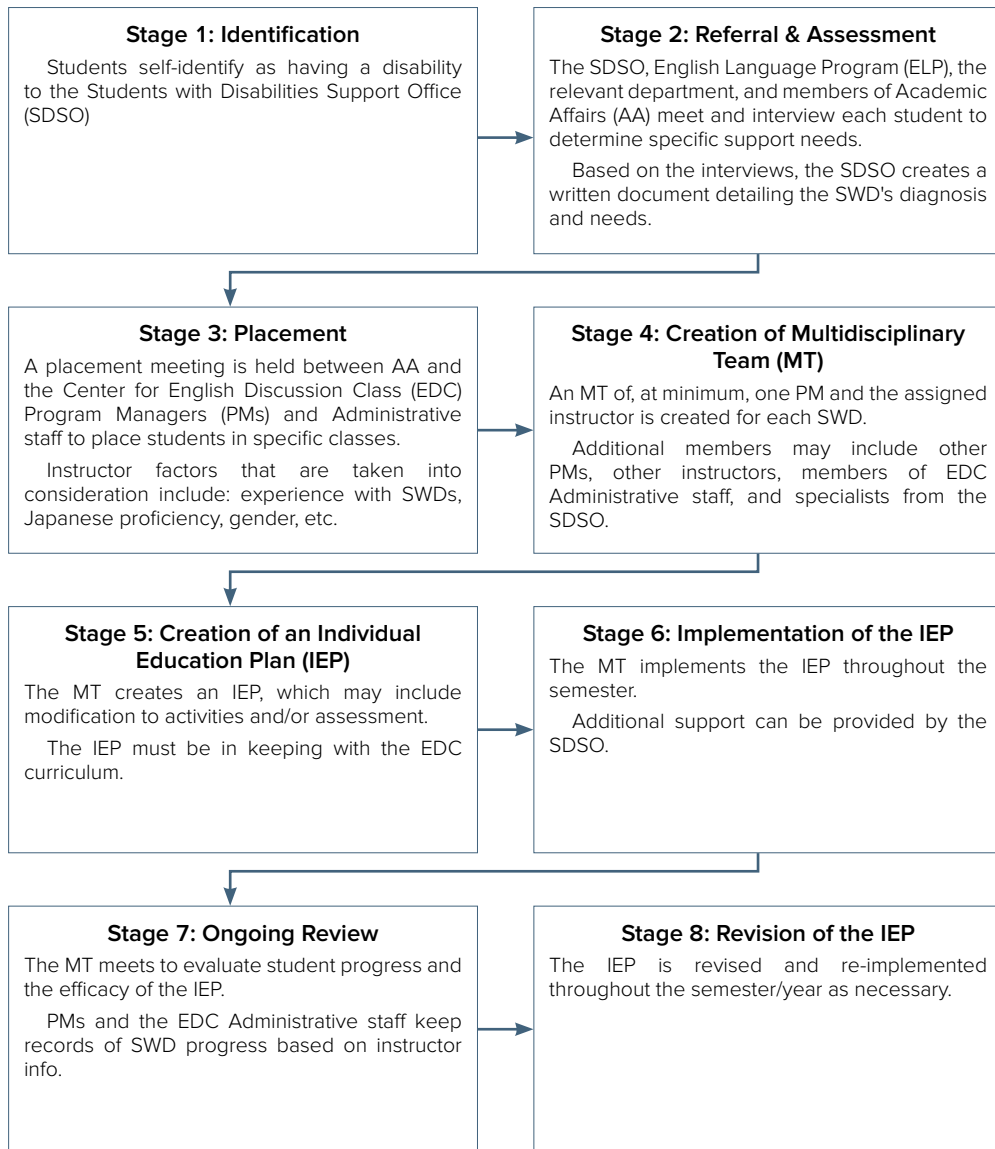 Stage 1: Identification
Students self-identify as having a disability
to the Students with Disabilities Support Office
(SDSO)
Stage 2: Referral & Assessment
The SDSO, English Language Program (ELP), the
relevant department, and members of Academic
Affairs (AA) meet and interview each student to
determine specific support needs.
Based on the interviews, the SDSO creates a
written document detailing the SWD's diagnosis
and needs.
Stage 3: Placement
A placement meeting is held between AA and
the Center for English Discussion Class (EDC)
Program Managers (PMs) and Administrative
staff to place students in specific classes.
Instructor factors that are taken into
consideration include: experience with SWDs,
Japanese proficiency, gender, etc.
Stage 4: Creation of Multidisciplinary
Team (MT)
An MT of, at minimum, one PM and the assigned
instructor is created for each SWD.
Additional members may include other
PMs, other instructors, members of EDC
Administrative staff, and specialists from the
SDSO.
Stage 5: Creation of an Individual
Education Plan (IEP)
The MT creates an IEP, which may include
modification to activities and/or assessment.
The IEP must be in keeping with the EDC
curriculum.
Stage 6: Implementation of the IEP
The MT implements the IEP throughout the
semester.
Additional support can be provided by the
SDSO.
Stage 7: Ongoing Review
The MT meets to evaluate student progress and
the efficacy of the IEP.
PMs and the EDC Administrative staff keep
records of SWD progress based on instructor
info.
Stage 8: Revision of the IEP
The IEP is revised and re-implemented
throughout the semester/year as necessary.